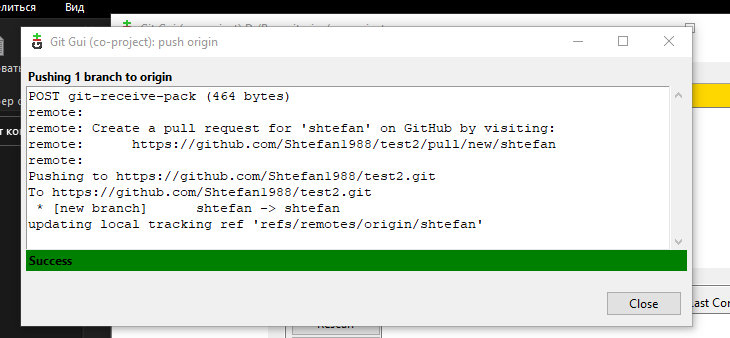 Вид
Git Gui (co-project): push origin
Pushing 1 branch to origin
POST git-receive-pack (464 bytes)
remote:
remote: Create a pull request for 'shtefan' on GitHub by visiting:
remote:      https://github.com/Shtefan1988/test2/pull/new/shtefan
remote:
Pushing to https://github.com/Shtefan1988/test2.git
To https://github.com/Shtefan1988/test2.git
 * [new branch]      shtefan -> shtefan
updating local tracking ref 'refs/remotes/origin/shtefan'
Success
Close